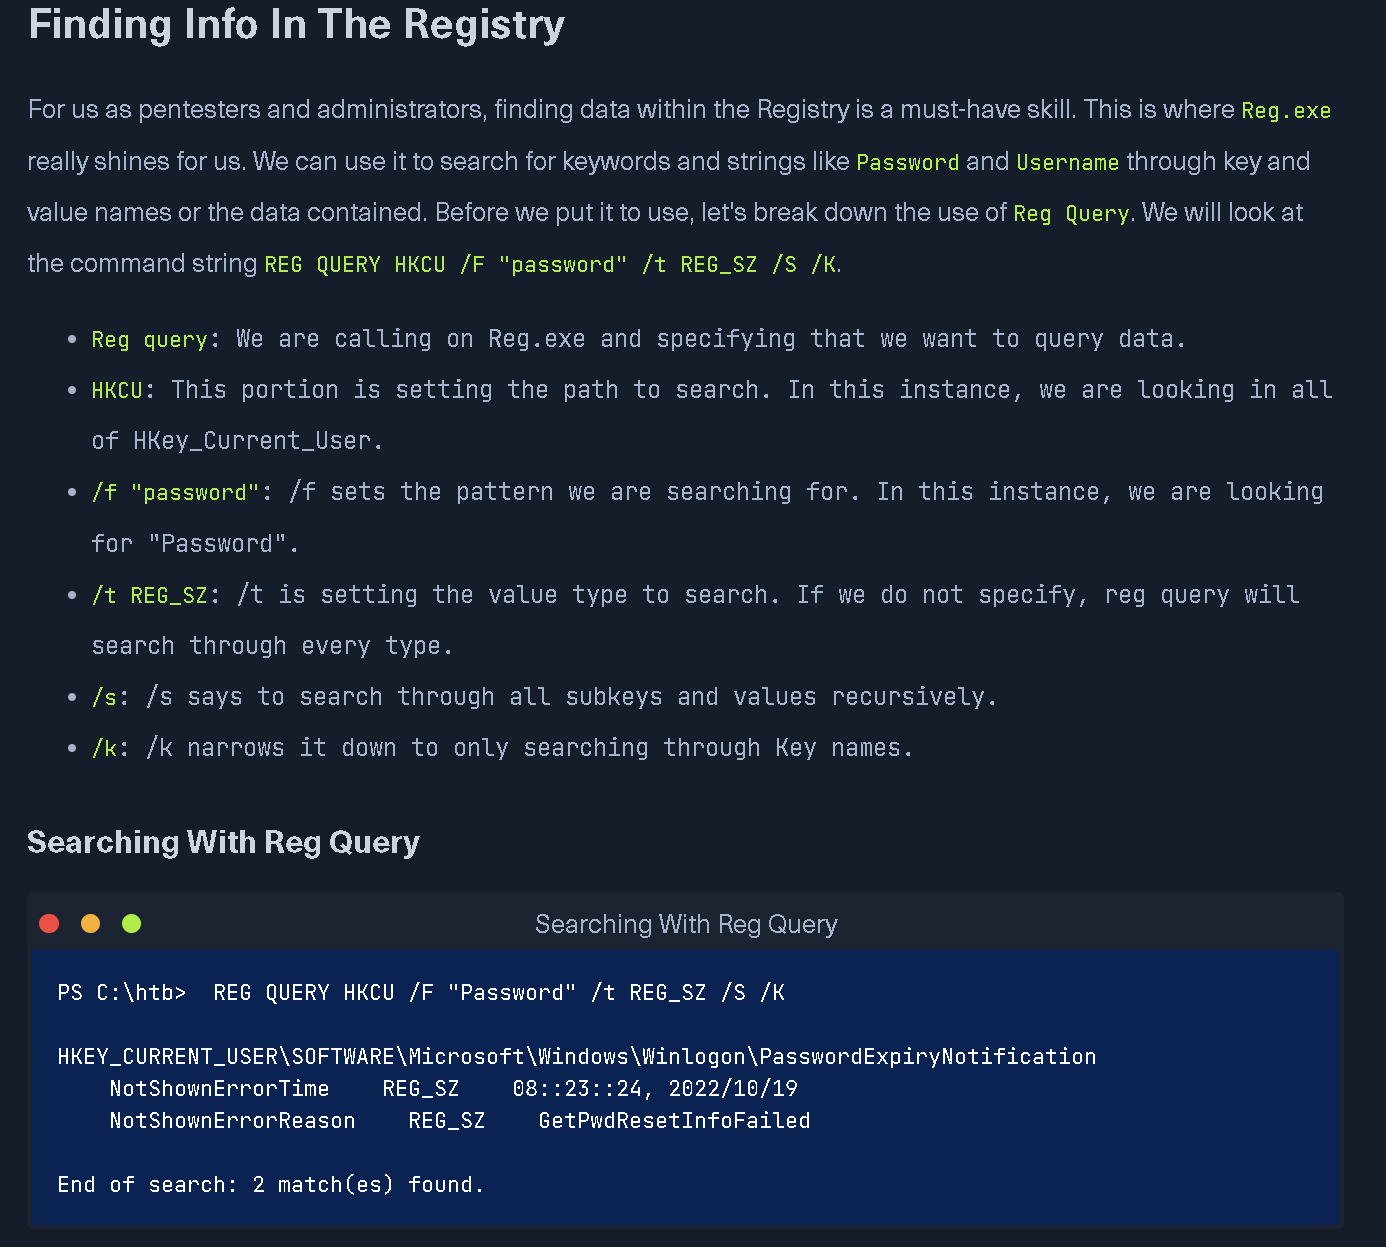 Finding Info In The Registry
For us as pentesters and administrators, finding data within the Registry is a must-have skill. This is where Reg.exe
really shines for us. We can use it to search for keywords and strings like Password and Username through key and
value names or the data contained. Before we put it to use, let's break down the use of Reg Query. We will look at
the command string REG QUERY HKCU /F "password" /t REG_SZ /S /K.
• Reg query: We are calling on Reg.exe and specifying that we want to query data.
• HKCU: This portion is setting the path to search. In this instance, we are looking in all
of HKey_Current_User.
• /f "password": /f sets the pattern we are searching for. In this instance, we are looking
for "Password".
• /t REG_SZ: /t is setting the value type to search. If we do not specify, reg query will
search through every type.
• /s: /s says to search through all subkeys and values recursively.
• /k: /k narrows it down to only searching through Key names.
Searching With Reg Query
Searching With Reg Query
PS C:\htb>  REG QUERY HKCU /F "Password" /t REG_SZ /S /K
HKEY_CURRENT_USER\SOFTWARE\Microsoft\Windows\Winlogon\PasswordExpiryNotification
    NotShownErrorTime    REG_SZ    08::23::24, 2022/10/19
    NotShownErrorReason    REG_SZ    GetPwdResetInfoFailed
End of search: 2 match(es) found.